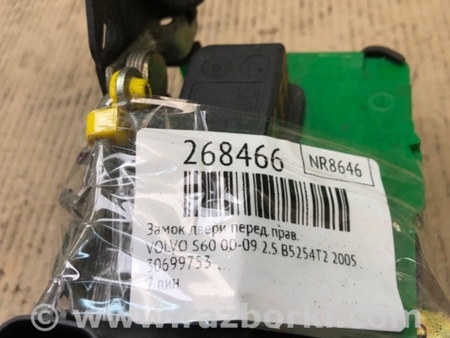 268466
NR8646
Замок двери перед.прав.
VOLVO S60 00-09 2.5 B5254T2 2005
30699753
7 пин
www.razborka.com